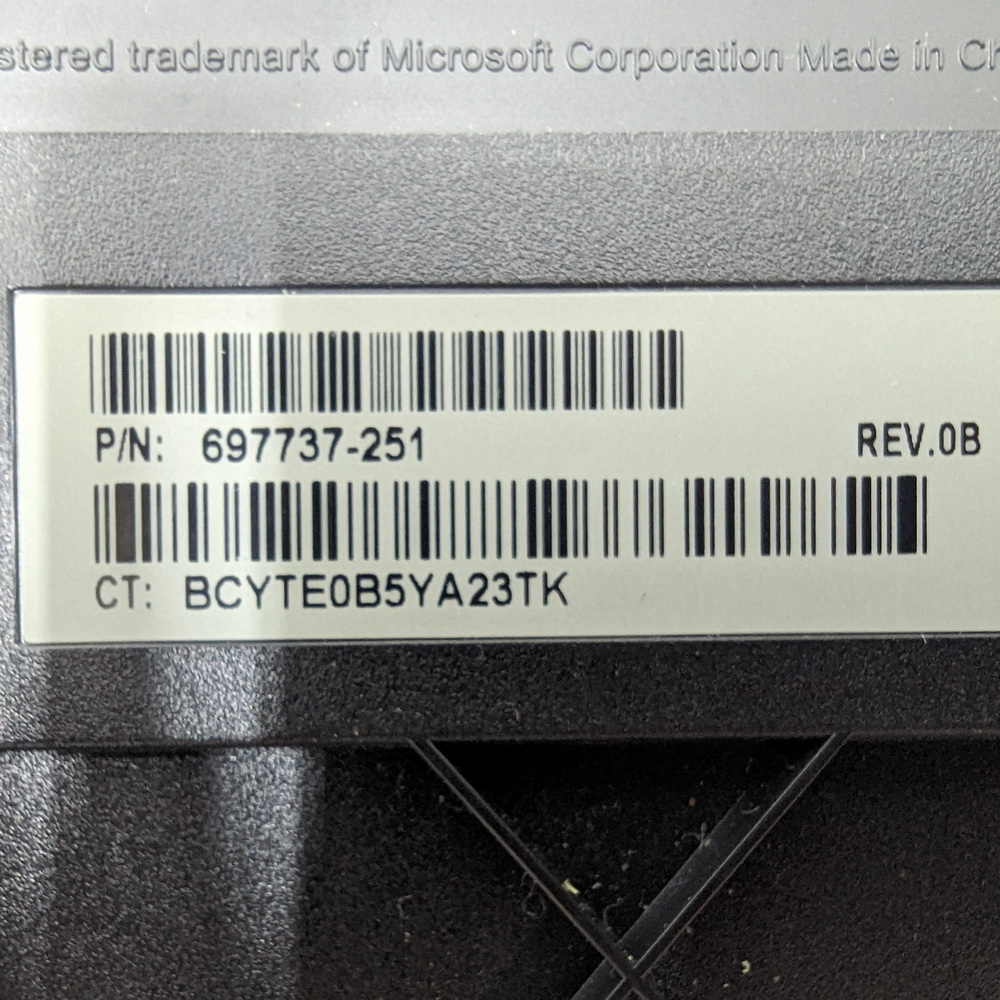 stered trademark of Microsoft Corporation Made in Ch
P/N: 697737-251
REV.0B
CT: BCYTE0B5YA23TK